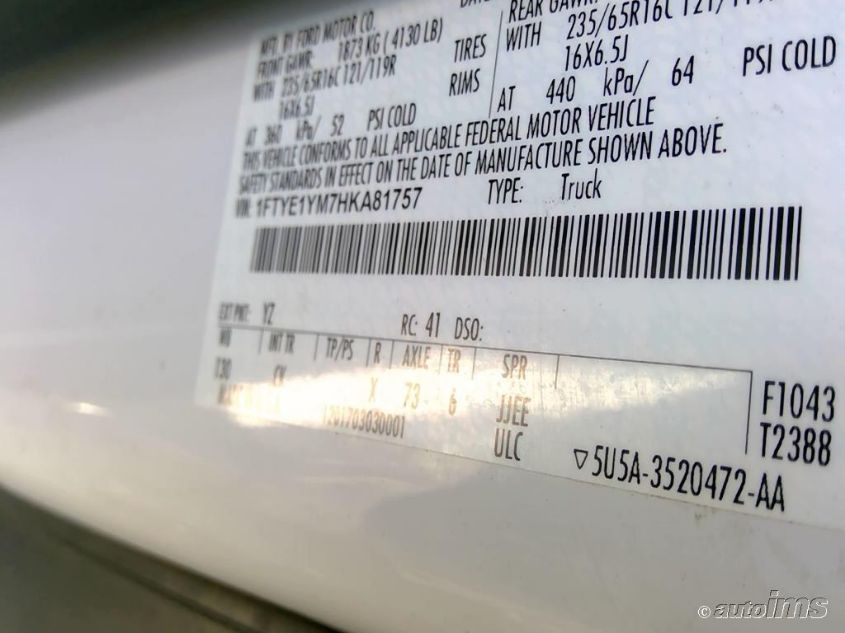 MFD. BY FORD MOTOR CO.
FRONT GAWR: 1873 KG ( 4130 LB)
WITH 235/65R16C 121/119R TIRES
16X6.5J RIMS
AT 360 kPa/ 52 PSI COLD
REAR GAWR:
WITH 235/65R16C 121/119R
16X6.5J
AT 440 kPa/ 64 PSI COLD
THIS VEHICLE CONFORMS TO ALL APPLICABLE FEDERAL MOTOR VEHICLE
SAFETY STANDARDS IN EFFECT ON THE DATE OF MANUFACTURE SHOWN ABOVE.
VIN: 1FTYE1YM7HKA81757 TYPE: Truck
EXT PNT: YZ RC: 41 DSO:
WB INT TR TP/PS R AXLE TR SPR
130 CK X 73 6 JJEE
1201703030001 ULC
F1043
T2388
▽5U5A-3520472-AA
© autoims